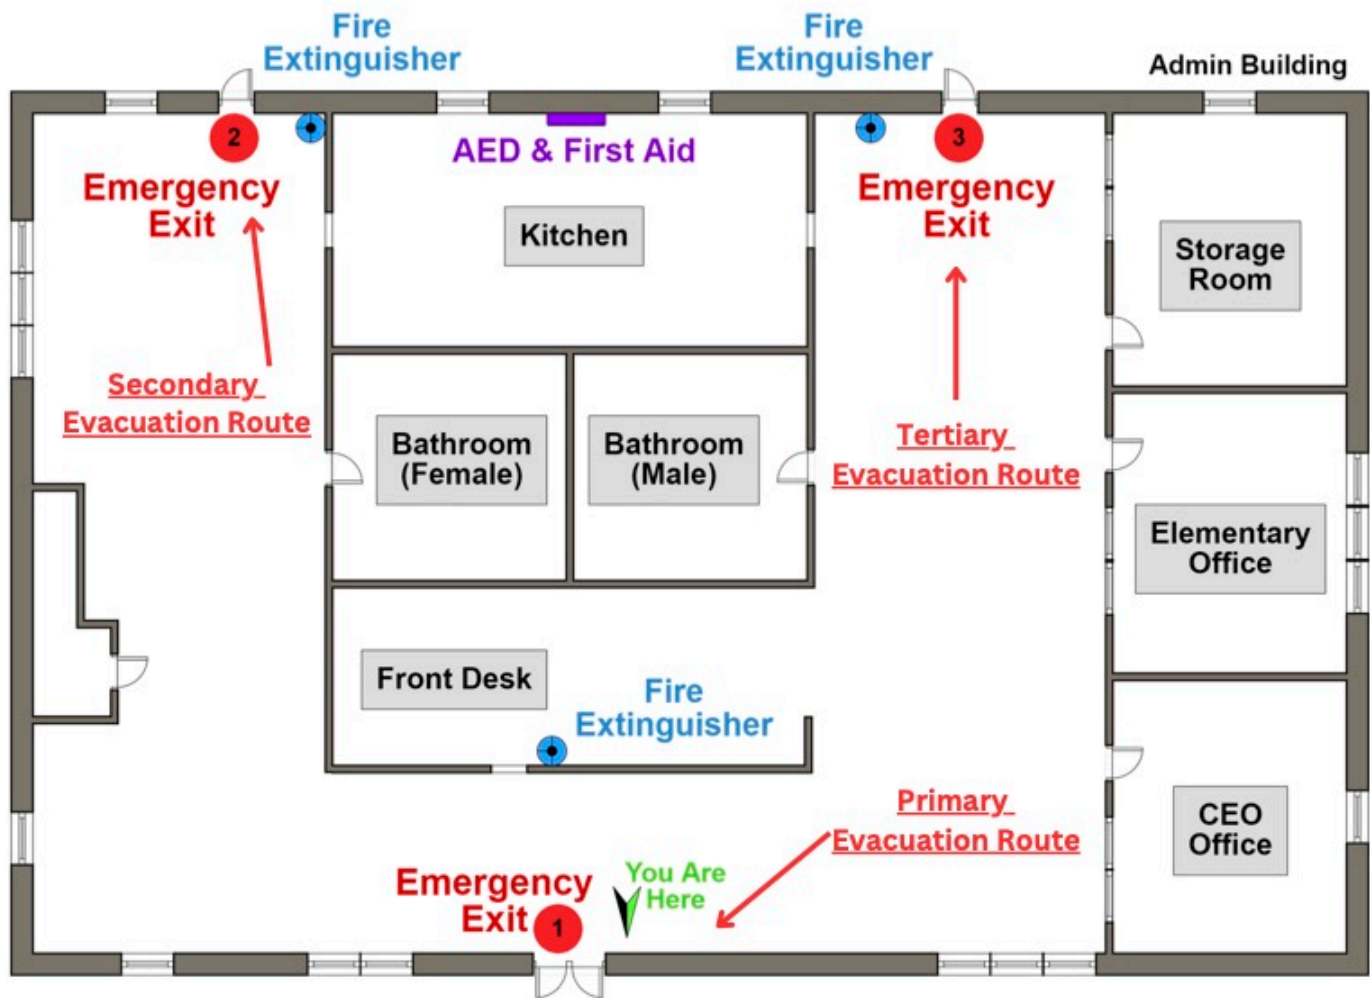 Fire
Extinguisher
Fire
Extinguisher
Admin Building
2
Emergency
Exit
AED & First Aid
3
Emergency
Exit
Kitchen
Storage
Room
Secondary
Evacuation Route
Bathroom
(Female)
Bathroom
(Male)
Tertiary
Evacuation Route
Elementary
Office
Front Desk
Fire
Extinguisher
Primary
Evacuation Route
CEO
Office
Emergency
Exit
1
You Are
Here